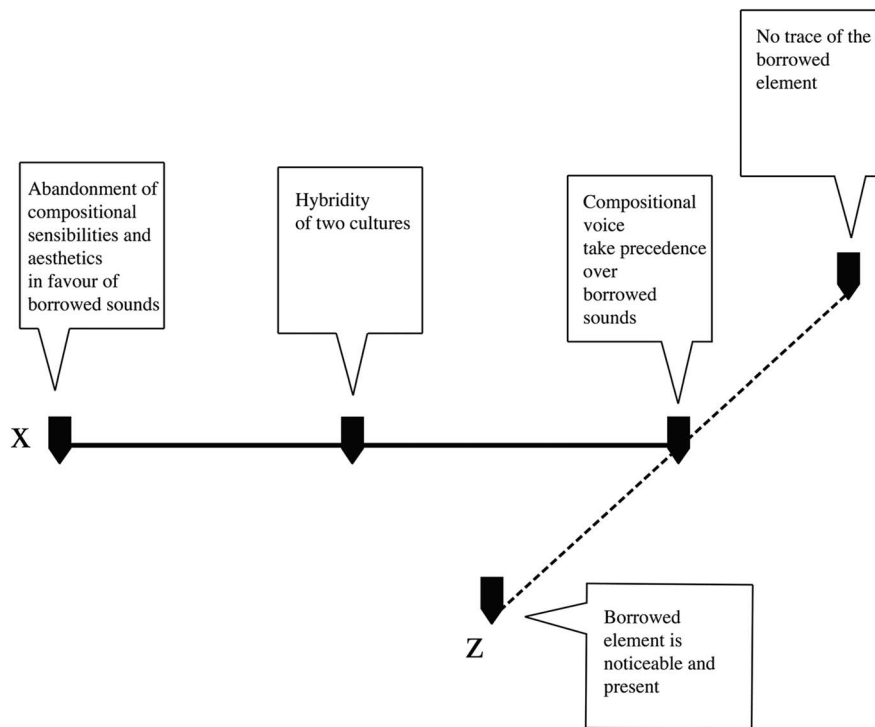 No trace of the
borrowed
element
Abandonment of
compositional
sensibilities and
aesthetics
in favour of
borrowed sounds
Hybridity
of two cultures
Compositional
voice
take precedence
over
borrowed
sounds
X
Z
Borrowed
element is
noticeable and
present